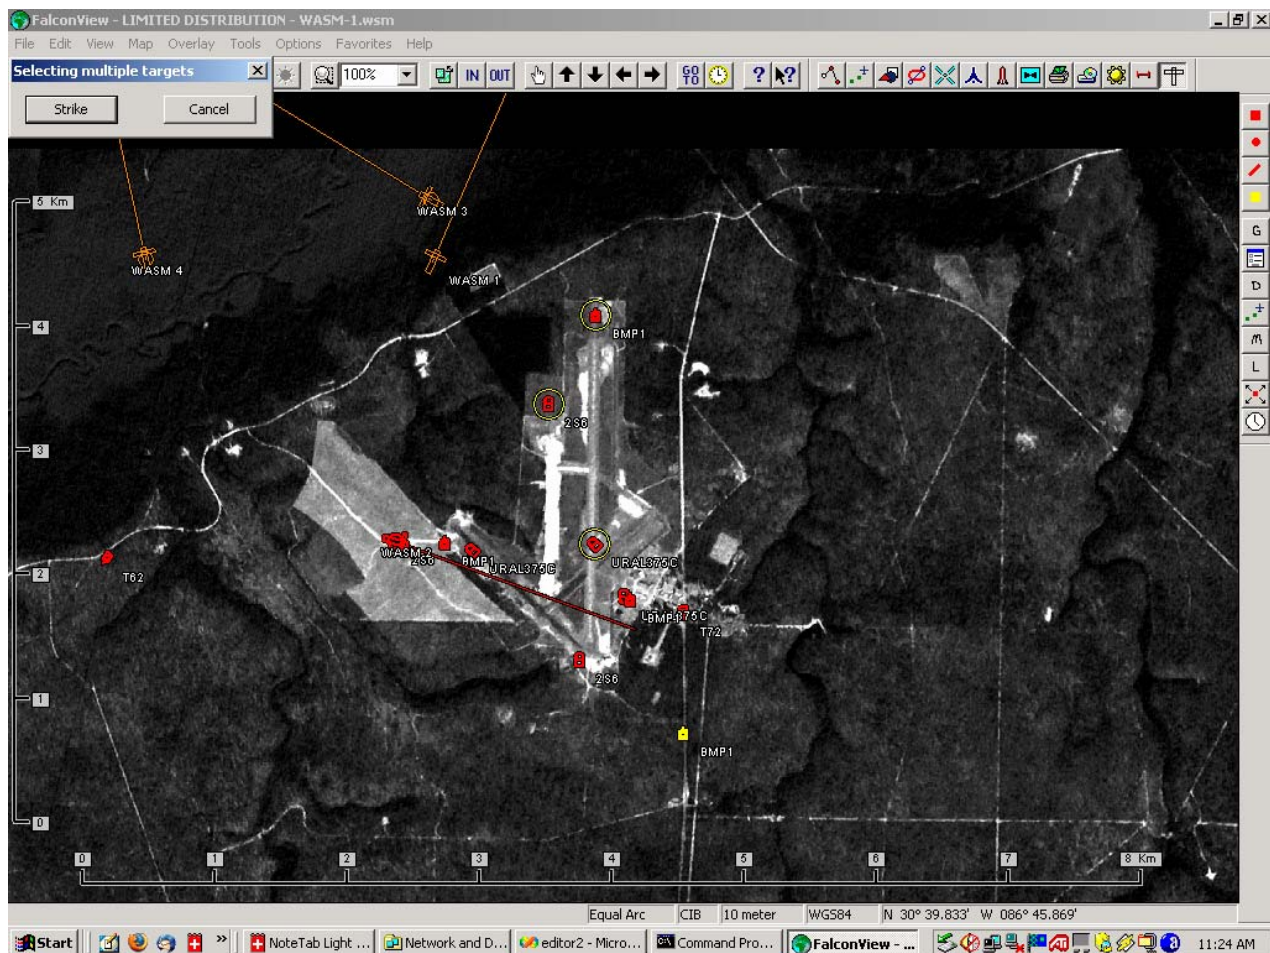 FalconView - LIMITED DISTRIBUTION - WASM-1.wsm
File Edit View Map Overlay Tools Options Favorites Help
Selecting multiple targets
Strike Cancel
100%
IN OUT
GO TO
5 Km
WASM 3
WASM 4
WASM 1
4
BMP1
2S6
3
WASM-2
2S6
BMP1
URAL375C
URAL375C
T62
2
BMP1
T72
2S6
1
BMP1
0
0 1 2 3 4 5 6 7 8 Km
G
D
M
L
Equal Arc CIB 10 meter WGS84 N 30° 39.833' W 086° 45.869'
Start » NoteTab Light ... Network and D... editor2 - Micro... Command Pro... FalconView - ... 11:24 AM